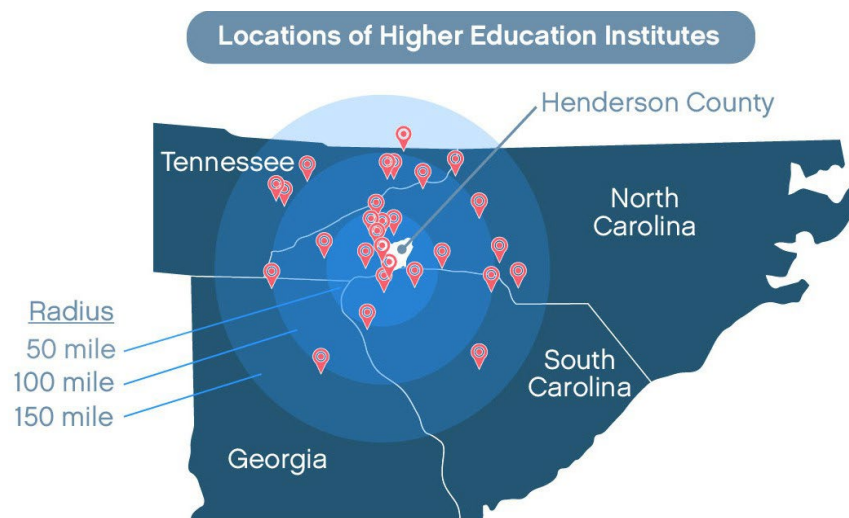 Locations of Higher Education Institutes
Henderson County
Tennessee
North
Carolina
Radius
50 mile
100 mile
150 mile
South
Carolina
Georgia